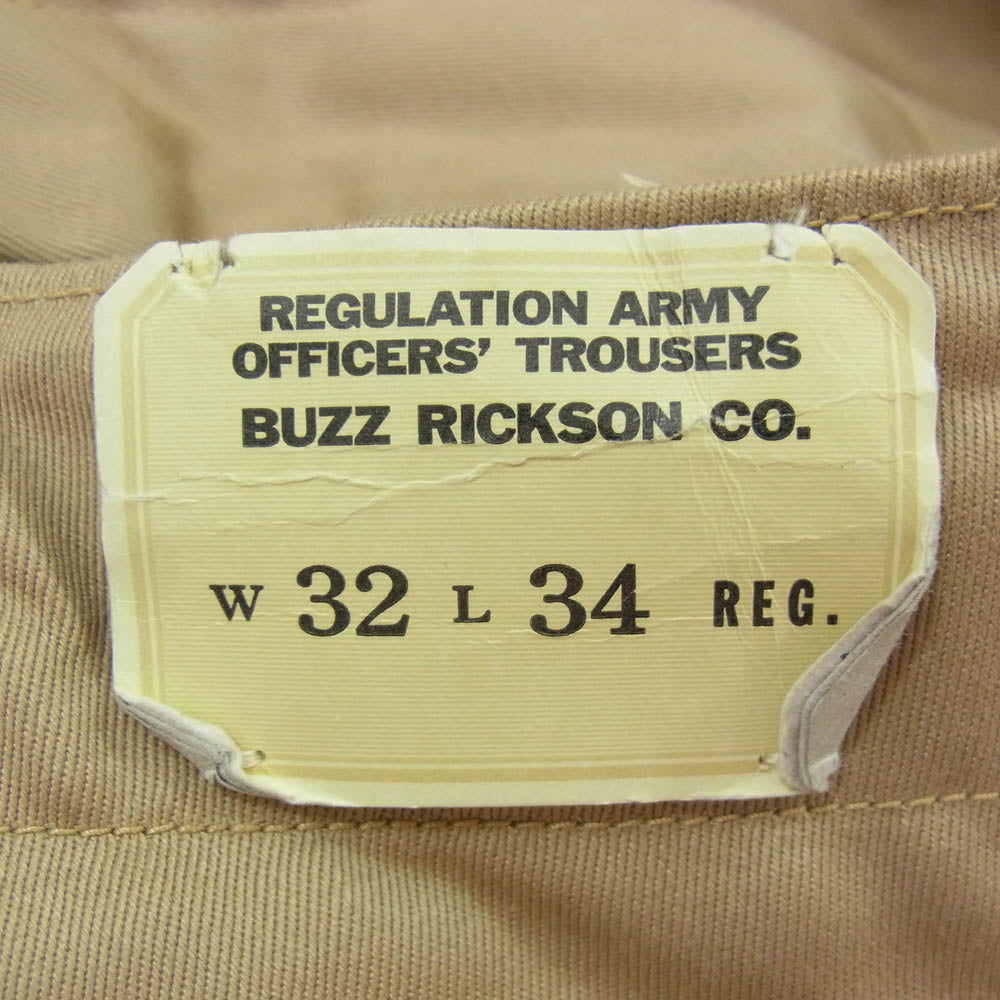 REGULATION ARMY
OFFICERS' TROUSERS
BUZZ RICKSON CO.
W 32 L 34 REG.